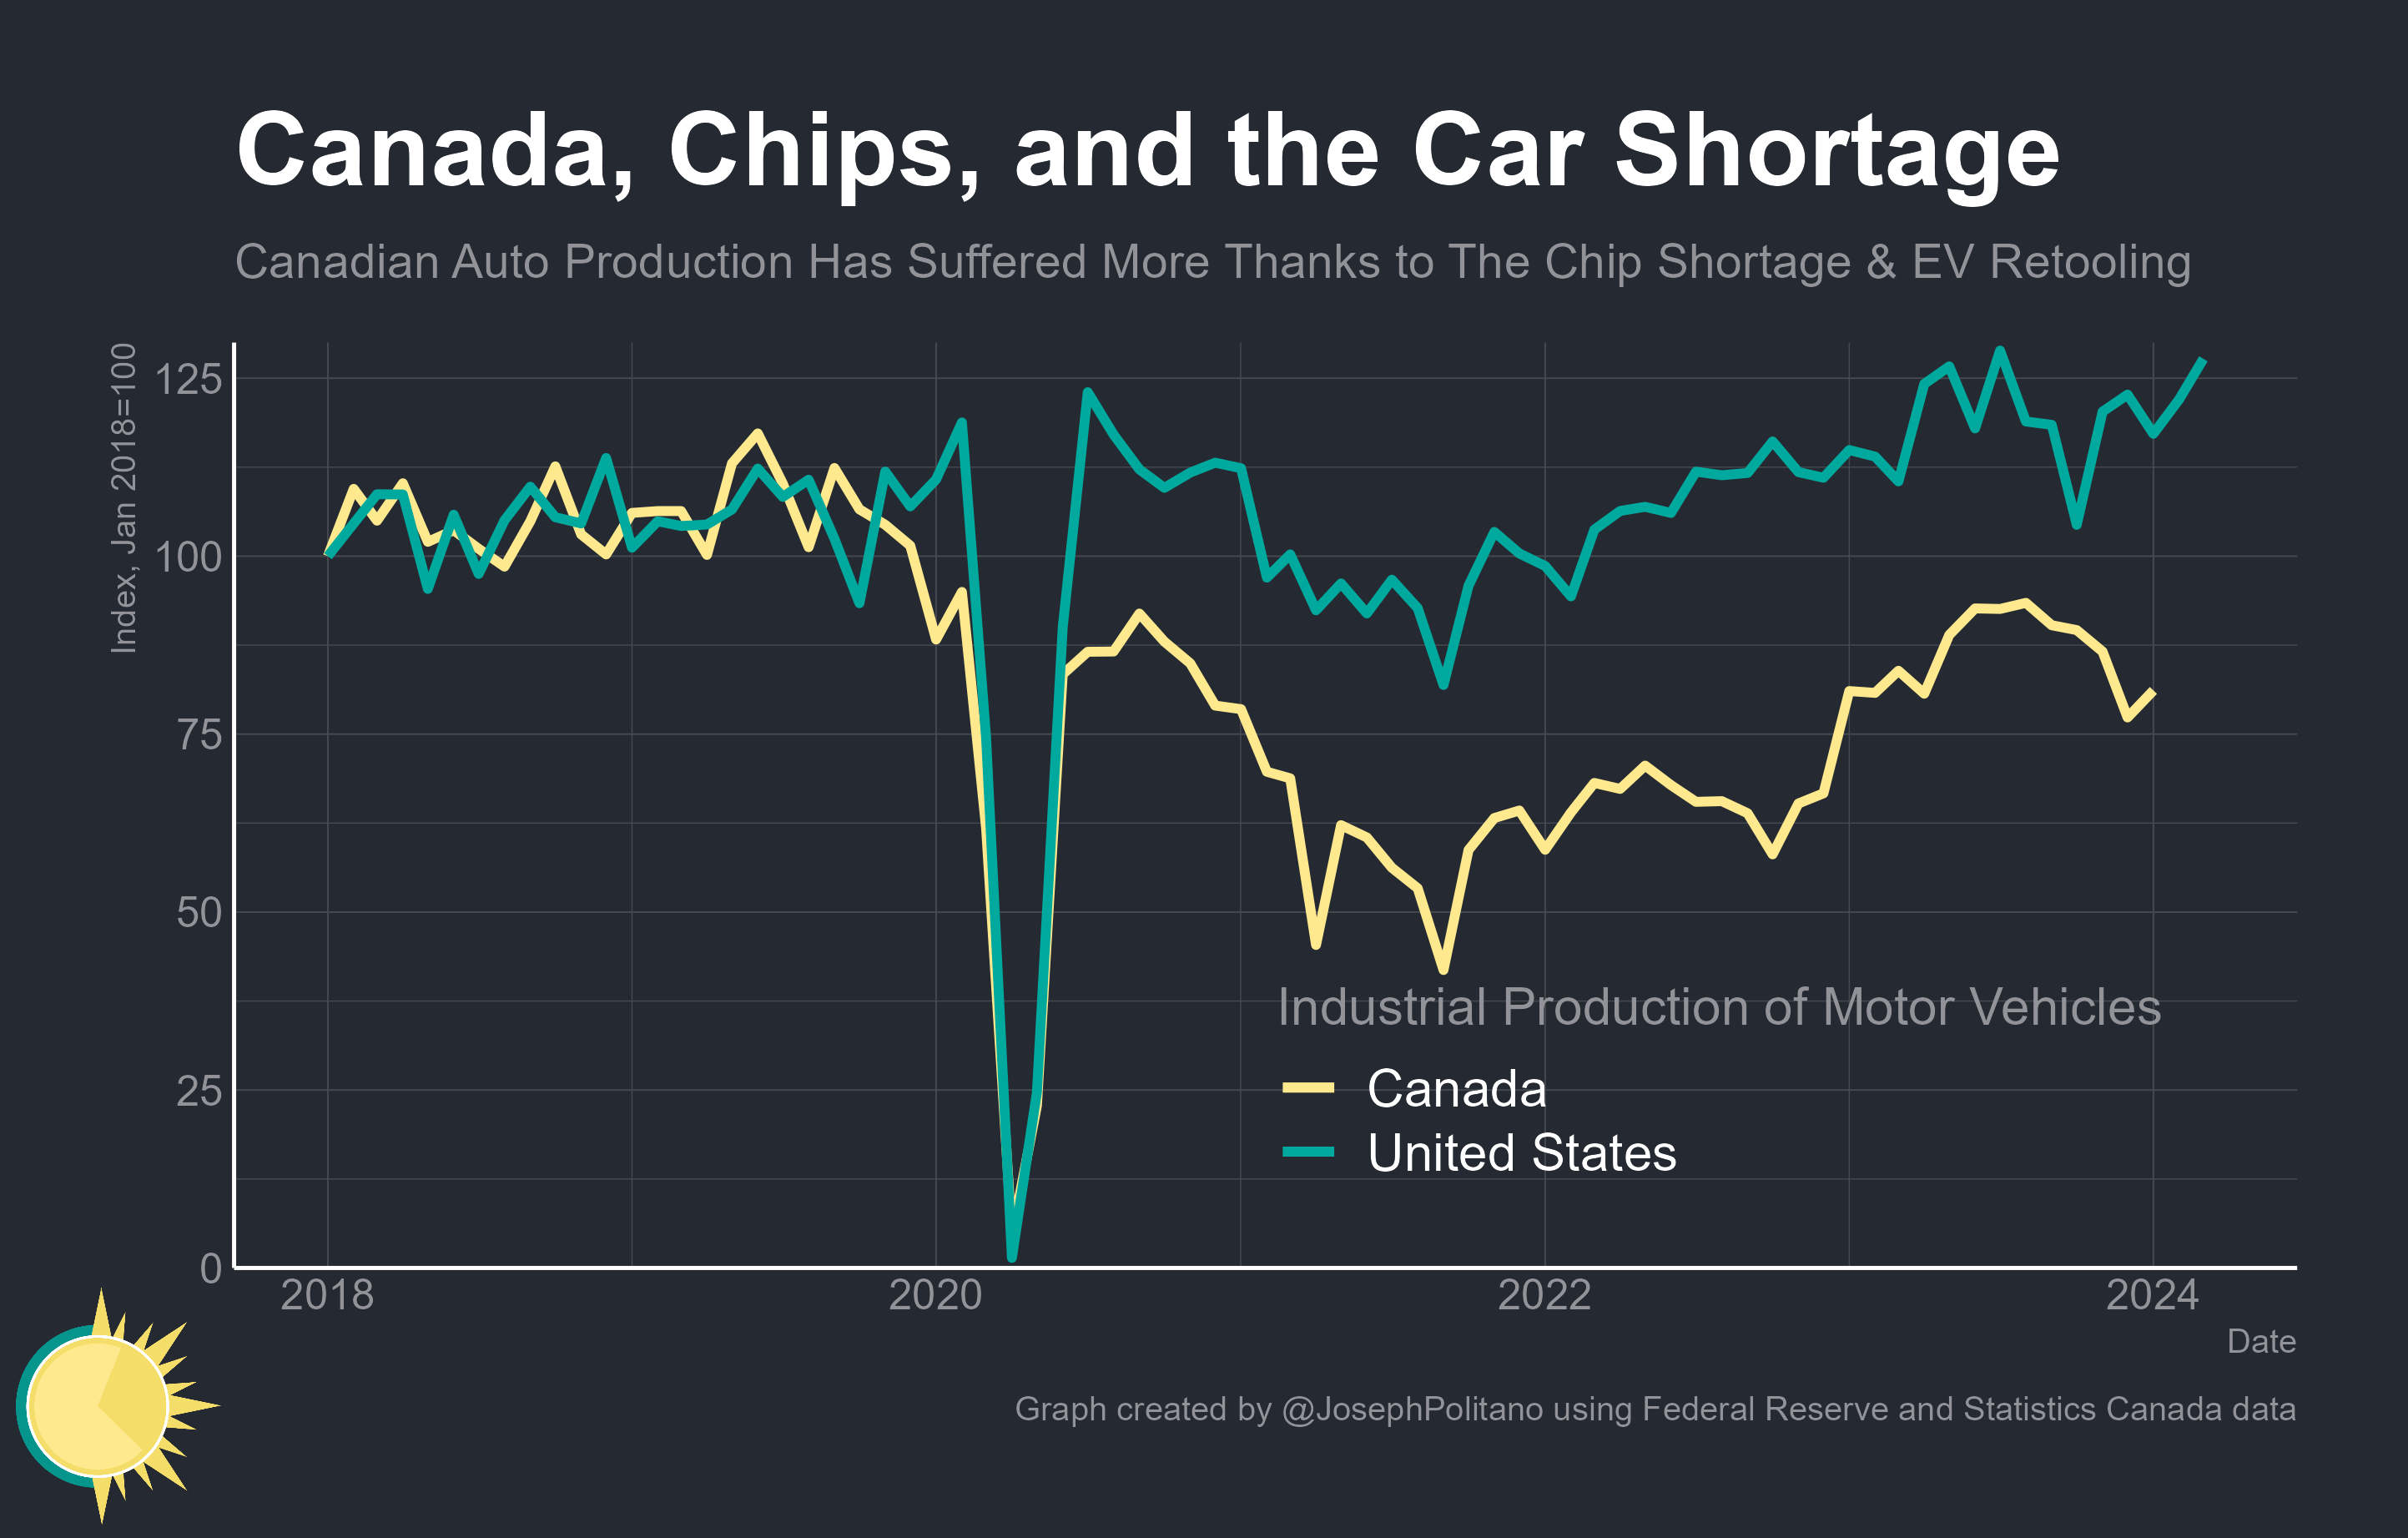 Canada, Chips, and the Car Shortage
Canadian Auto Production Has Suffered More Thanks to The Chip Shortage & EV Retooling
Index, Jan 2018=100
125
100
75
50
25
0
Industrial Production of Motor Vehicles
Canada
United States
2018
2020
2022
2024
Date
Graph created by @JosephPolitano using Federal Reserve and Statistics Canada data